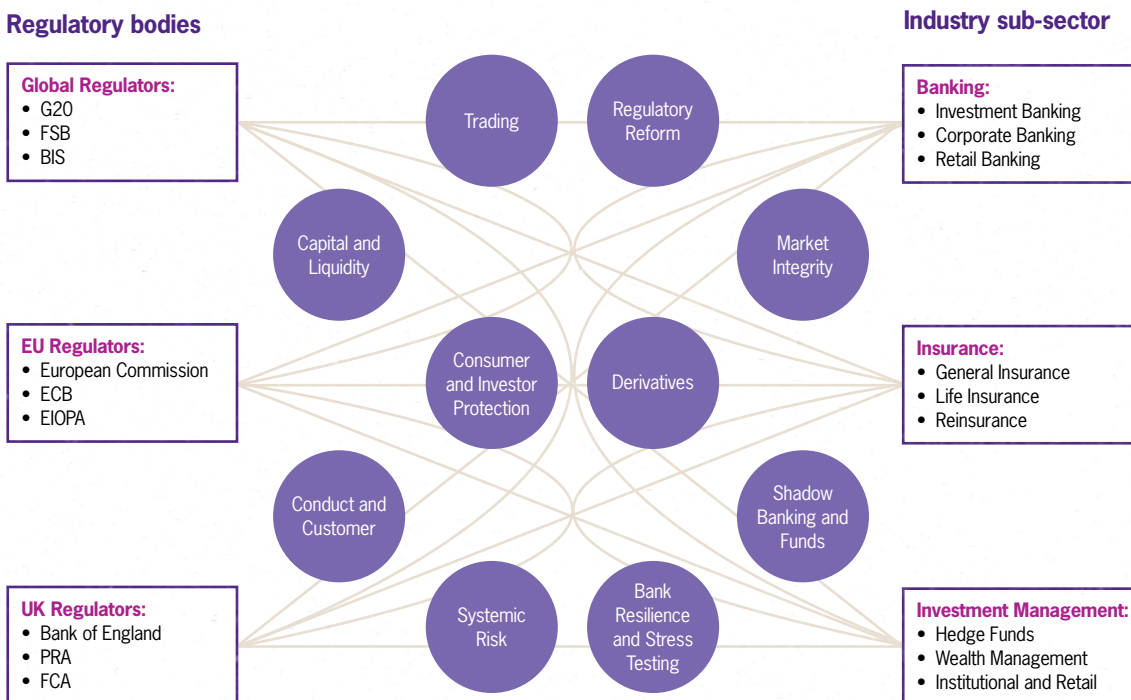 Regulatory bodies
Industry sub-sector
Global Regulators:
• G20
• FSB
• BIS
Trading
Regulatory
Reform
Banking:
• Investment Banking
• Corporate Banking
• Retail Banking
Capital and
Liquidity
Market
Integrity
EU Regulators:
• European Commission
• ECB
• EIOPA
Consumer
and Investor
Protection
Derivatives
Insurance:
• General Insurance
• Life Insurance
• Reinsurance
Conduct and
Customer
Shadow
Banking and
Funds
UK Regulators:
• Bank of England
• PRA
• FCA
Systemic
Risk
Bank
Resilience
and Stress
Testing
Investment Management:
• Hedge Funds
• Wealth Management
• Institutional and Retail